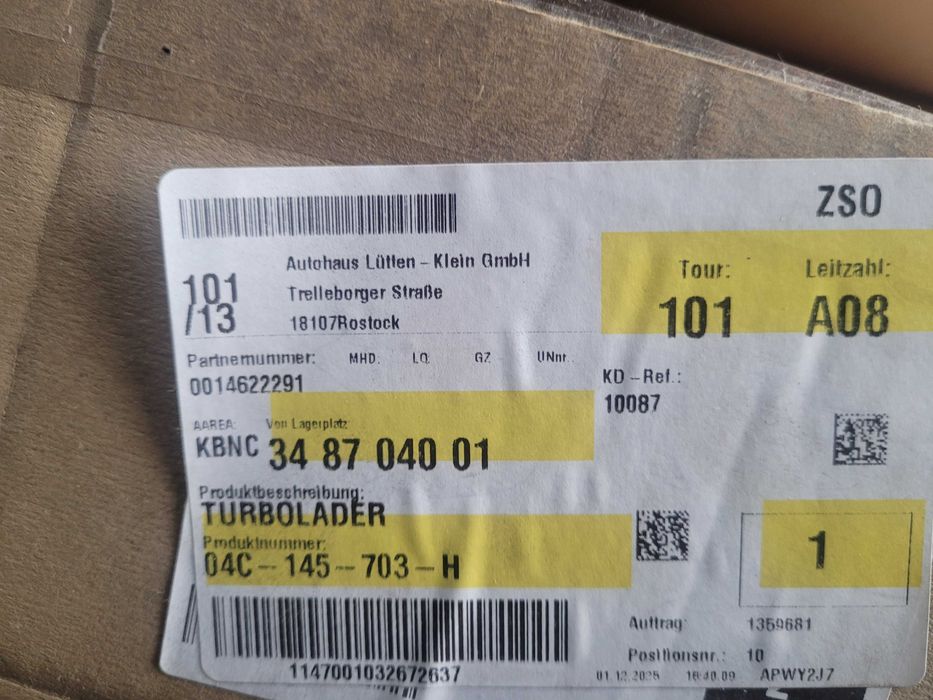 ZSO
101
/13
Autohaus Lütten – Klein GmbH
Trelleborger Straße
18107Rostock
Tour: Leitzahl:
101 A08
Partnernummer: MHD: LQ: GZ: UNnr.:
0014622291
KD –Ref.:
10087
AAREA: Von Lagerplatz:
KBNC 34 87 040 01
Produktbeschreibung:
TURBOLADER
Produktnummer:
04C – 145 – 703 – H
1
1147001032672637
Auftrag: 1359681
Positionsnr.: 10
01.12.2025 16:40:09 APWY2J7